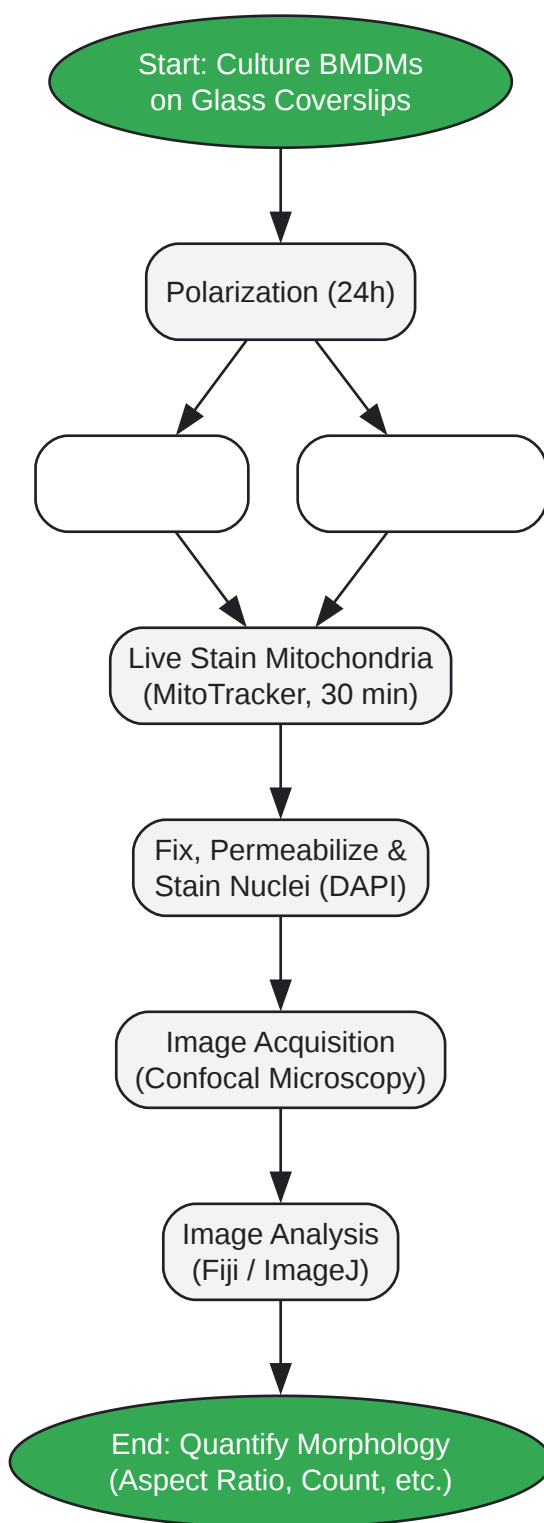 Start: Culture BMDMs
on Glass Coverslips
Polarization (24h)
Live Stain Mitochondria
(MitoTracker, 30 min)
Fix, Permeabilize &
Stain Nuclei (DAPI)
Image Acquisition
(Confocal Microscopy)
Image Analysis
(Fiji / ImageJ)
End: Quantify Morphology
(Aspect Ratio, Count, etc.)